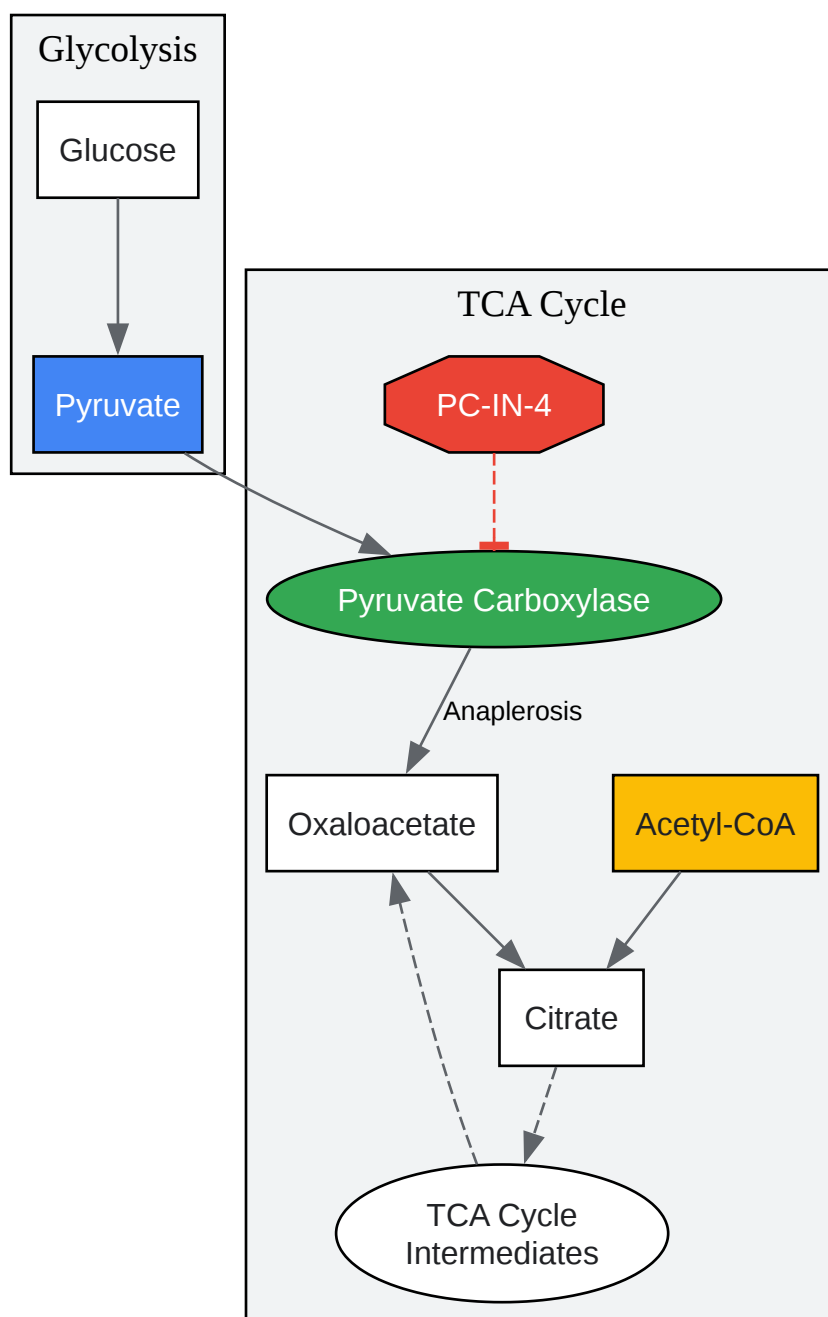 Glycolysis
Glucose
Pyruvate
TCA Cycle
PC-IN-4
Pyruvate Carboxylase
Anaplerosis
Oxaloacetate
Acetyl-CoA
Citrate
TCA Cycle
Intermediates